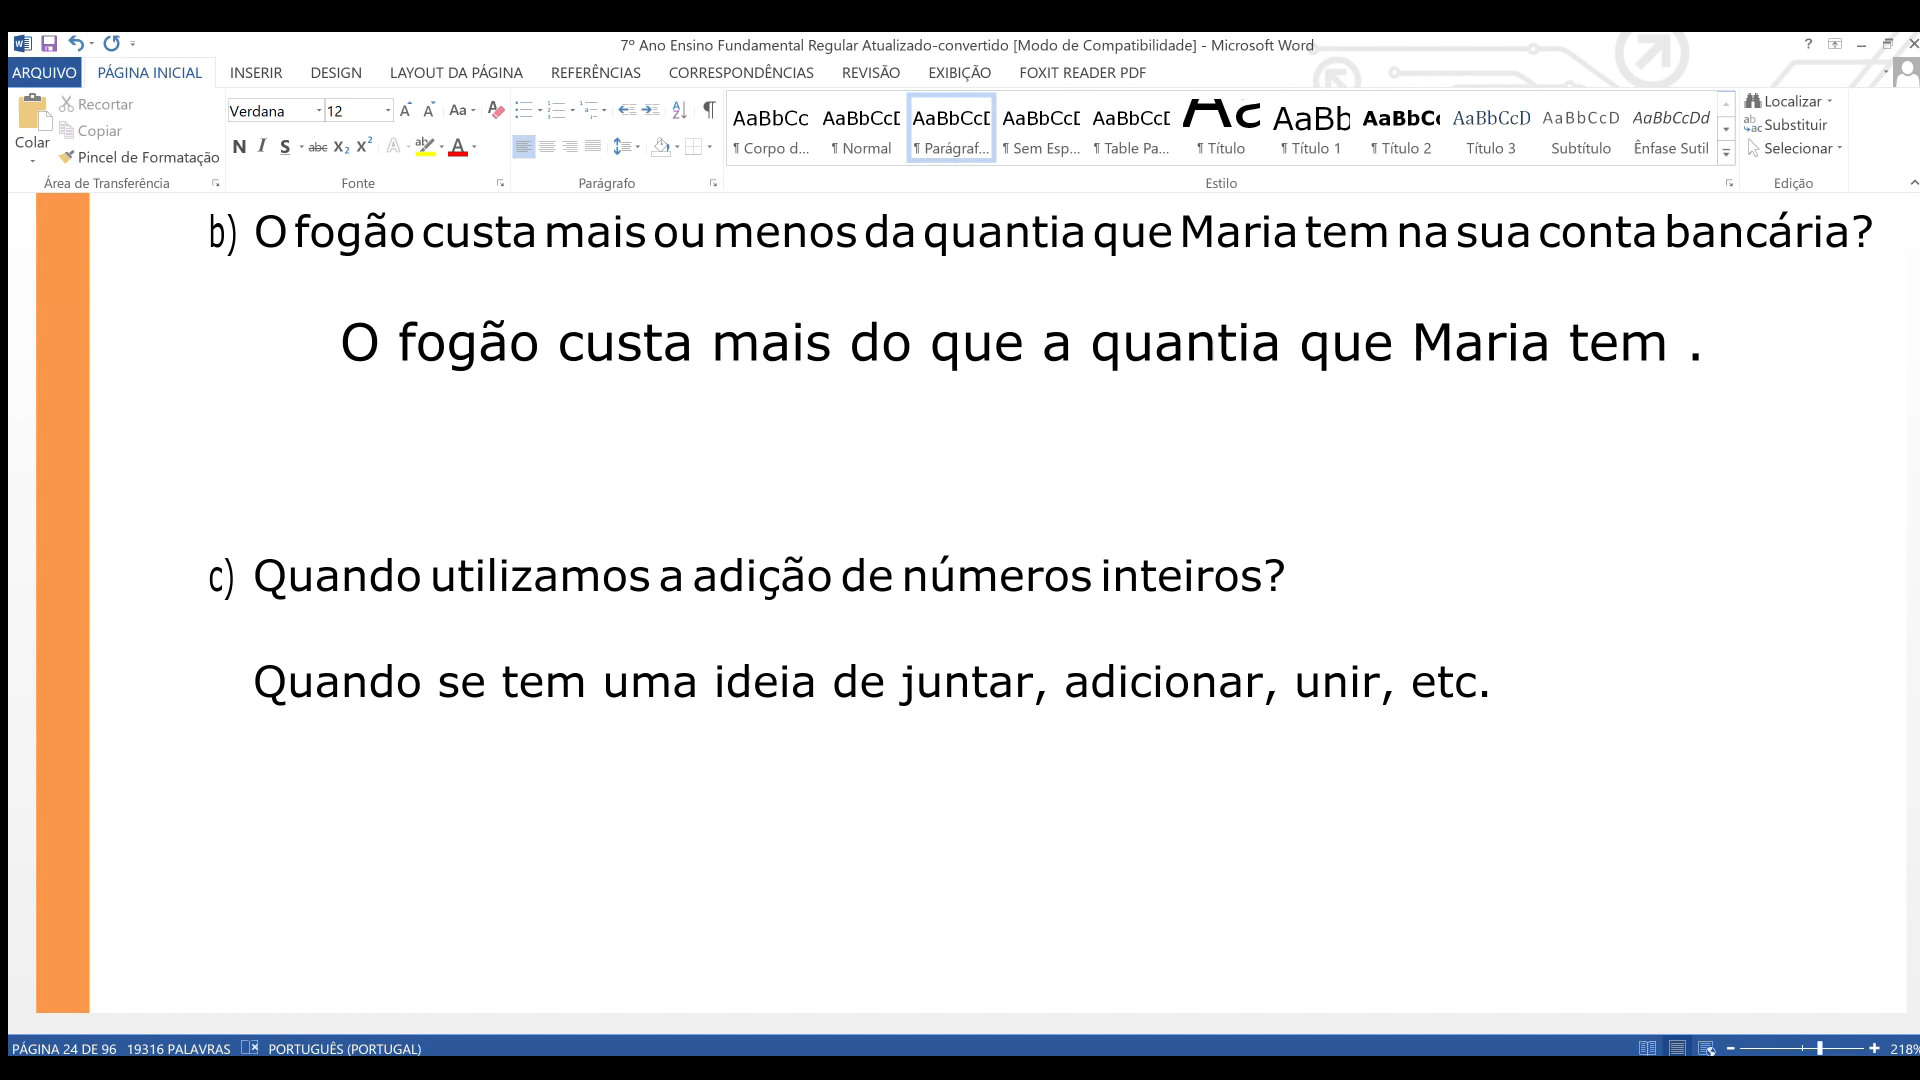 7º Ano Ensino Fundamental Regular Atualizado-convertido [Modo de Compatibilidade] - Microsoft Word
ARQUIVO PÁGINA INICIAL INSERIR DESIGN LAYOUT DA PÁGINA REFERÊNCIAS CORRESPONDÊNCIAS REVISÃO EXIBIÇÃO FOXIT READER PDF
Colar
Recortar
Copiar
Pincel de Formatação
Área de Transferência
Verdana 12
Fonte
Parágrafo
AaBbCc AaBbCcD AaBbCcD AaBbCcD AaBbCcD AaBb AaBbC AaBbCcD AaBbCcD AaBbCcDd
¶ Corpo d... ¶ Normal ¶ Parágraf... ¶ Sem Esp... ¶ Table Pa... ¶ Título ¶ Título 1 ¶ Título 2 Título 3 Subtítulo Ênfase Sutil
Estilo
Localizar
Substituir
Selecionar
Edição
b) O fogão custa mais ou menos da quantia que Maria tem na sua conta bancária?
O fogão custa mais do que a quantia que Maria tem .
c) Quando utilizamos a adição de números inteiros?
Quando se tem uma ideia de juntar, adicionar, unir, etc.
PÁGINA 24 DE 96 19316 PALAVRAS PORTUGUÊS (PORTUGAL) 218%